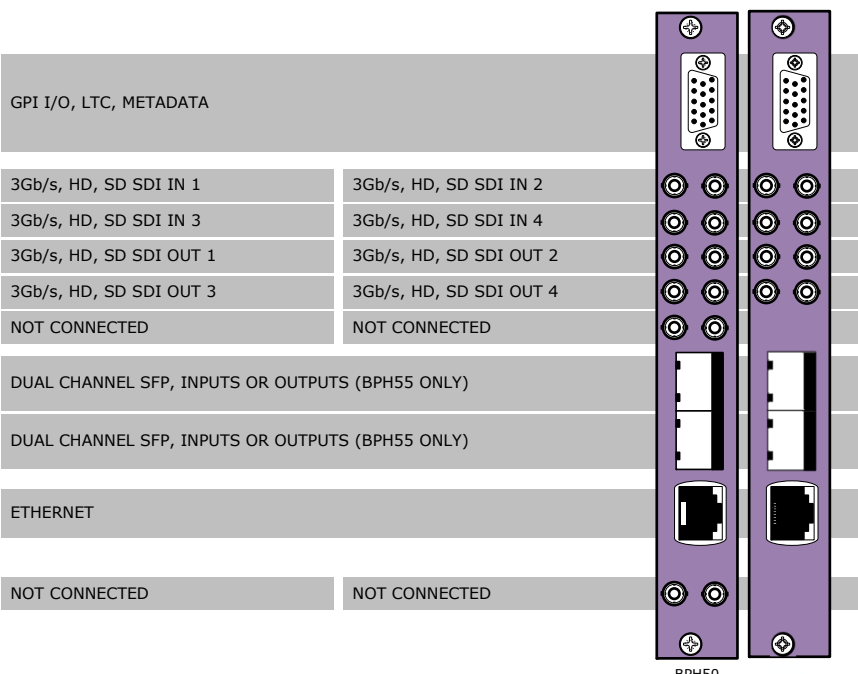 GPI I/O, LTC, METADATA
3Gb/s, HD, SD SDI IN 1 3Gb/s, HD, SD SDI IN 2
3Gb/s, HD, SD SDI IN 3 3Gb/s, HD, SD SDI IN 4
3Gb/s, HD, SD SDI OUT 1 3Gb/s, HD, SD SDI OUT 2
3Gb/s, HD, SD SDI OUT 3 3Gb/s, HD, SD SDI OUT 4
NOT CONNECTED NOT CONNECTED
DUAL CHANNEL SFP, INPUTS OR OUTPUTS (BPH55 ONLY)
DUAL CHANNEL SFP, INPUTS OR OUTPUTS (BPH55 ONLY)
ETHERNET
NOT CONNECTED NOT CONNECTED
BPH50